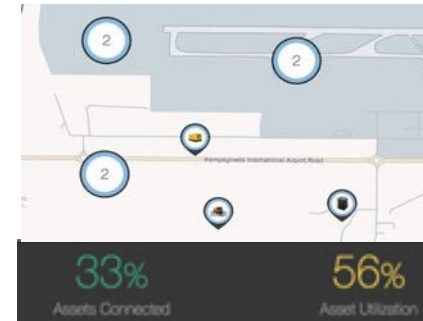 2
2
Kempegowda International Airport Road
2
33%
56%
Assets Connected
Asset Utilization